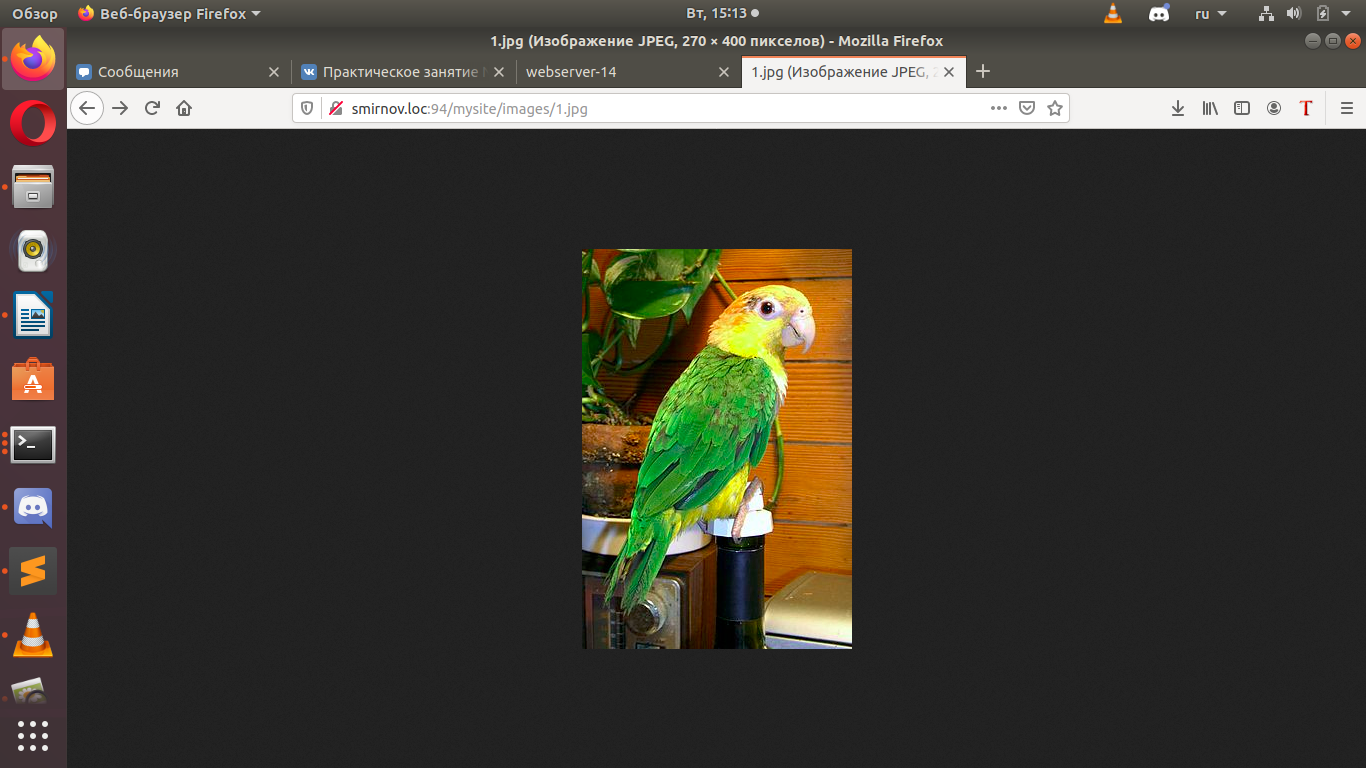 Обзор Веб-браузер Firefox Вт, 15:13 ru
1.jpg (Изображение JPEG, 270 × 400 пикселов) - Mozilla Firefox
Сообщения Практическое занятие webserver-14 1.jpg (Изображение JPEG,
smirnov.loc:94/mysite/images/1.jpg